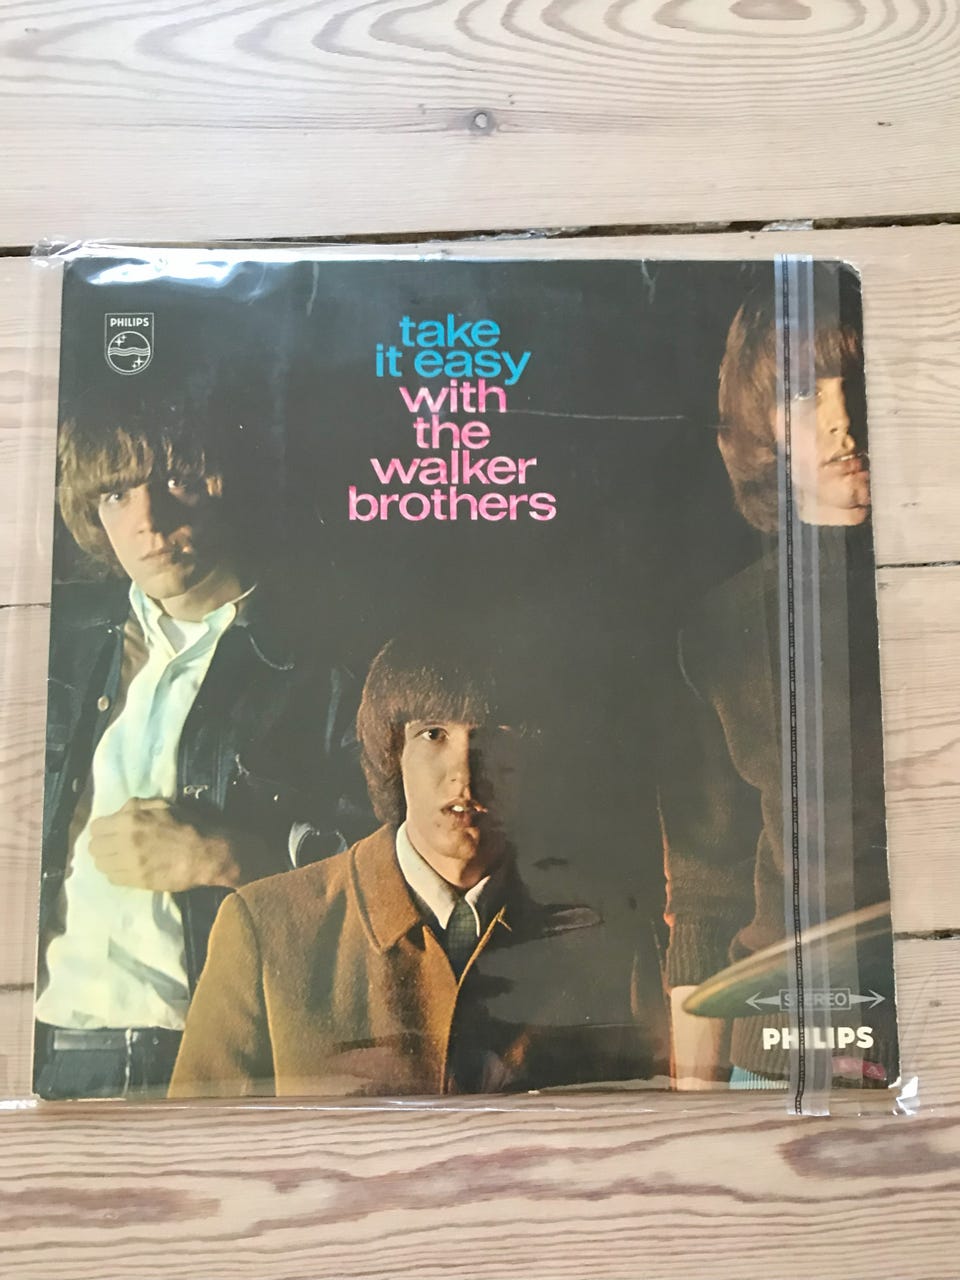 PHILIPS
take
it easy
with
the
walker
brothers
STEREO
PHILIPS